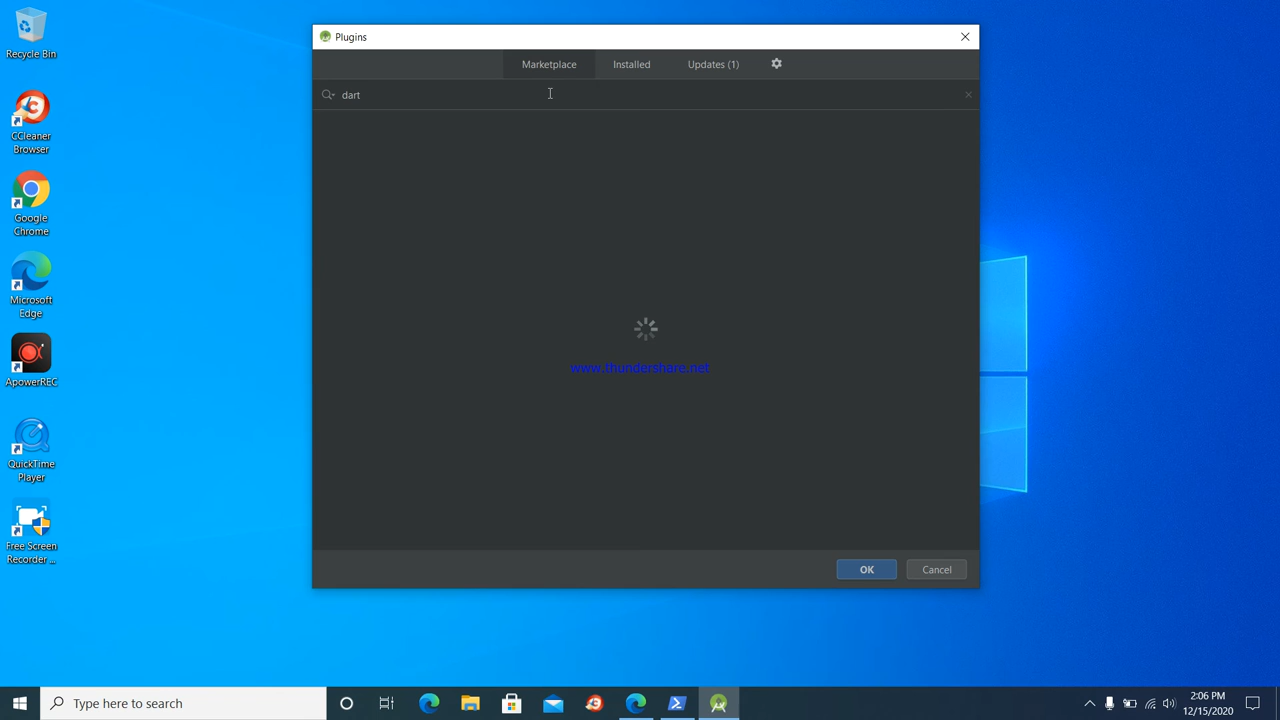 Recycle Bin
CCleaner
Browser
Google
Chrome
Microsoft
Edge
ApowerREC
QuickTime
Player
Free Screen
Recorder ...
Plugins
Marketplace
Installed
Updates (1)
dart
www.thundershare.net
OK
Cancel
Type here to search
2:06 PM
12/15/2020